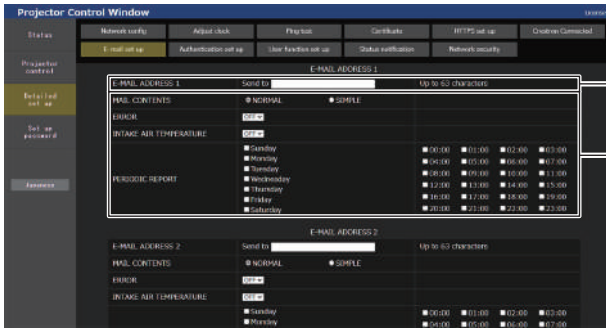 Projector Control Window
License
Status
Projector control
Detailed set up
Set up password
Japanese
Network config Adjust clock Ping test Certificate HTTPS set up Crestron Connected
E-mail set up Authentication set up User function set up Status notification Network security
E-MAIL ADDRESS 1
E-MAIL ADDRESS 1 Send to Up to 63 characters
MAIL CONTENTS NORMAL SIMPLE
ERROR OFF
INTAKE AIR TEMPERATURE OFF
PERIODIC REPORT
Sunday
Monday
Tuesday
Wednesday
Thursday
Friday
Saturday
00:00 01:00 02:00 03:00
04:00 05:00 06:00 07:00
08:00 09:00 10:00 11:00
12:00 13:00 14:00 15:00
16:00 17:00 18:00 19:00
20:00 21:00 22:00 23:00
E-MAIL ADDRESS 2
E-MAIL ADDRESS 2 Send to Up to 63 characters
MAIL CONTENTS NORMAL SIMPLE
ERROR OFF
INTAKE AIR TEMPERATURE OFF
Sunday
Monday
00:00 01:00 02:00 03:00
04:00 05:00 06:00 07:00